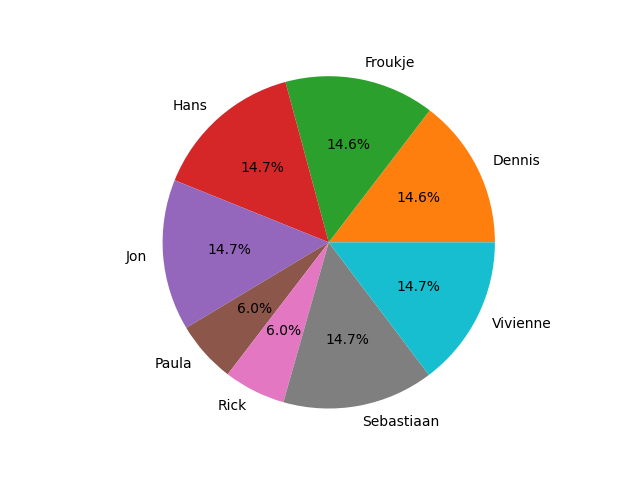 Froukje
Hans
14.6%
Dennis
14.7%
14.6%
Jon
14.7%
14.7%
6.0%
6.0%
14.7%
Vivienne
Paula
Rick
Sebastiaan